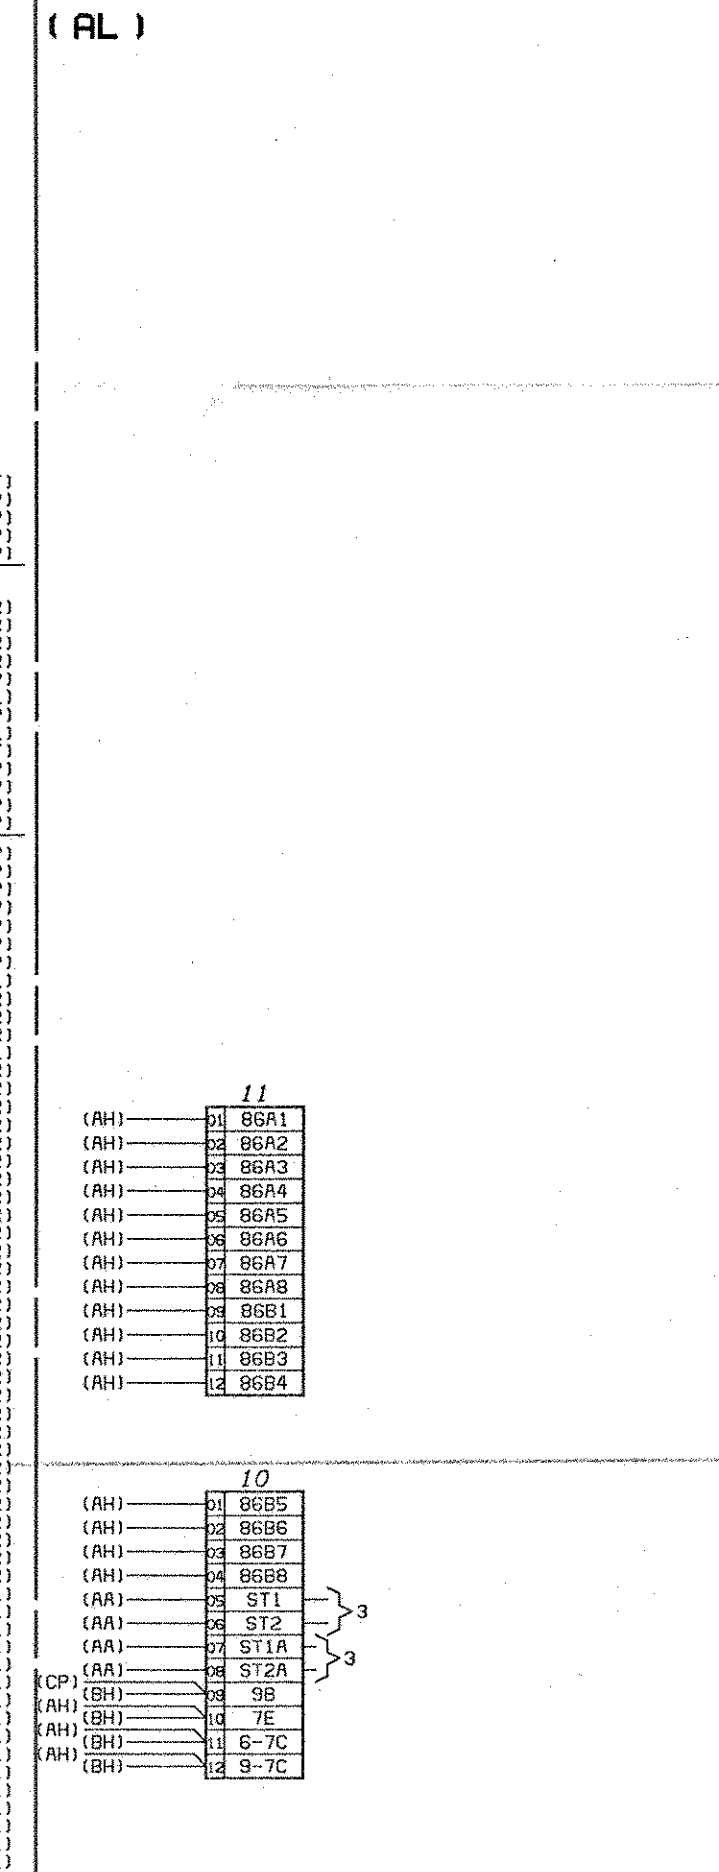 ( AL )
11
(AH) 01 86A1
(AH) 02 86A2
(AH) 03 86A3
(AH) 04 86A4
(AH) 05 86A5
(AH) 06 86A6
(AH) 07 86A7
(AH) 08 86A8
(AH) 09 86B1
(AH) 10 86B2
(AH) 11 86B3
(AH) 12 86B4
10
(AH) 01 86B5
(AH) 02 86B6
(AH) 03 86B7
(AH) 04 86B8
(AA) 05 ST1
(AA) 06 ST2 3
(AA) 07 ST1A
(AA) 08 ST2A 3
(CP)
(BH) 09 9B
(AH)
(BH) 10 7E
(AH)
(BH) 11 6-7C
(AH)
(BH) 12 9-7C